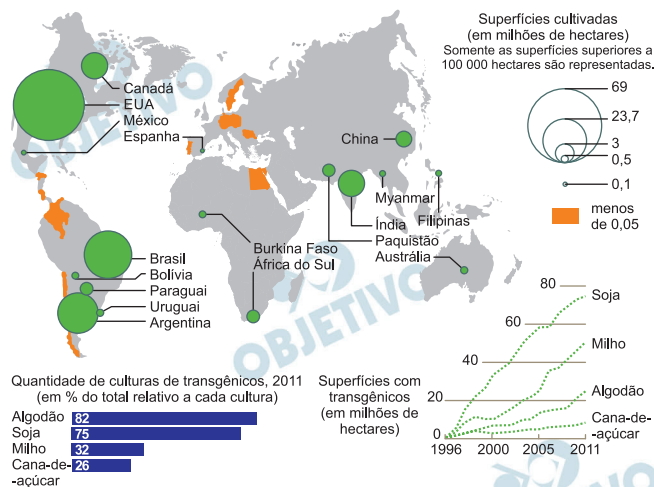 Superfícies cultivadas
(em milhões de hectares)
Somente as superfícies superiores a
100 000 hectares são representadas.
69
23,7
3
0,5
0,1
menos
de 0,05
Canadá
EUA
México
Espanha
China
Myanmar
Filipinas
Índia
Paquistão
Austrália
Burkina Faso
África do Sul
Brasil
Bolívia
Paraguai
Uruguai
Argentina
Quantidade de culturas de transgênicos, 2011
(em % do total relativo a cada cultura)
Algodão 82
Soja 75
Milho 32
Cana-de- 26
-açúcar
Superfícies com
transgênicos
(em milhões de
hectares)
80
60
40
20
0
Soja
Milho
Algodão
Cana-de-
-açúcar
1996 2000 2005 2011
OBJETIVO
OBJETIVO
OBJETIVO